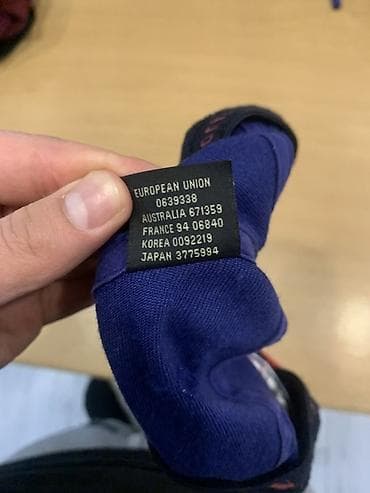 EUROPEAN UNION
0639338
AUSTRALIA 671359
FRANCE 94 06840
KOREA 0092219
JAPAN 3775994